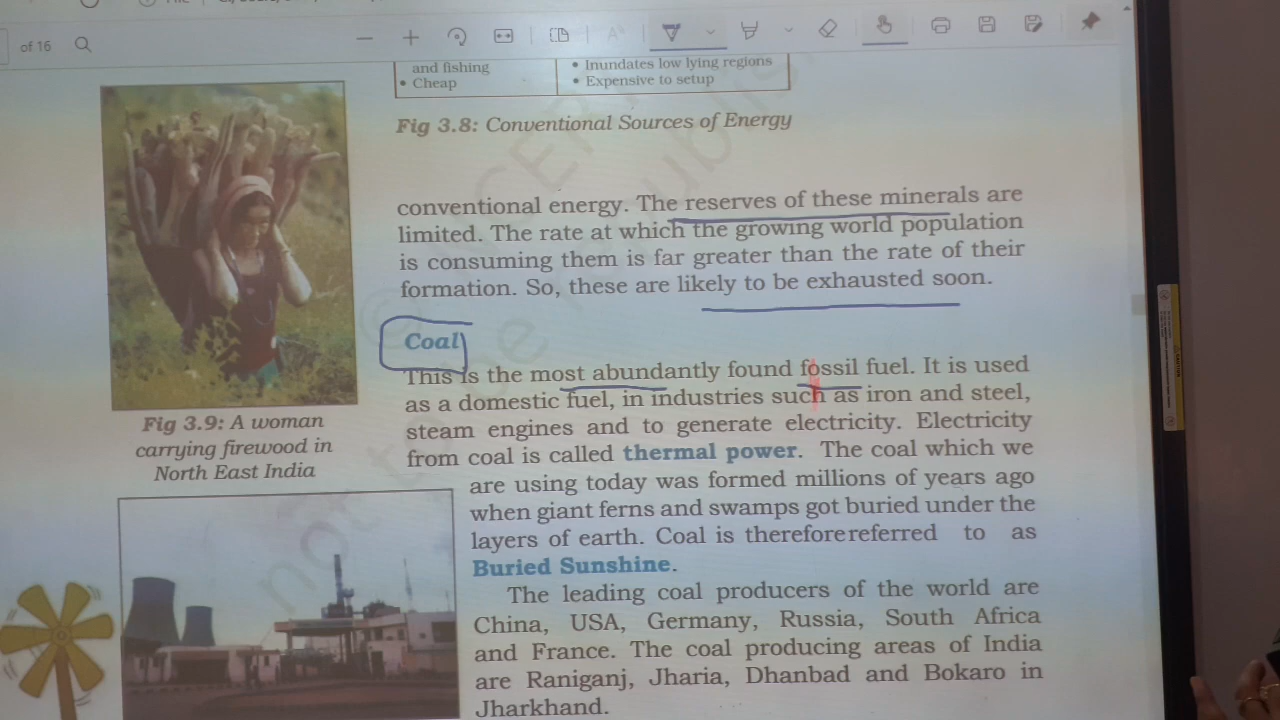 of 16
and fishing
• Cheap
• Inundates low lying regions
• Expensive to setup
Fig 3.8: Conventional Sources of Energy
conventional energy. The reserves of these minerals are
limited. The rate at which the growing world population
is consuming them is far greater than the rate of their
formation. So, these are likely to be exhausted soon.
Coal
This is the most abundantly found fossil fuel. It is used
as a domestic fuel, in industries such as iron and steel,
steam engines and to generate electricity. Electricity
from coal is called thermal power. The coal which we
are using today was formed millions of years ago
when giant ferns and swamps got buried under the
layers of earth. Coal is thereforereferred to as
Buried Sunshine.
The leading coal producers of the world are
China, USA, Germany, Russia, South Africa
and France. The coal producing areas of India
are Raniganj, Jharia, Dhanbad and Bokaro in
Jharkhand.
Fig 3.9: A woman
carrying firewood in
North East India